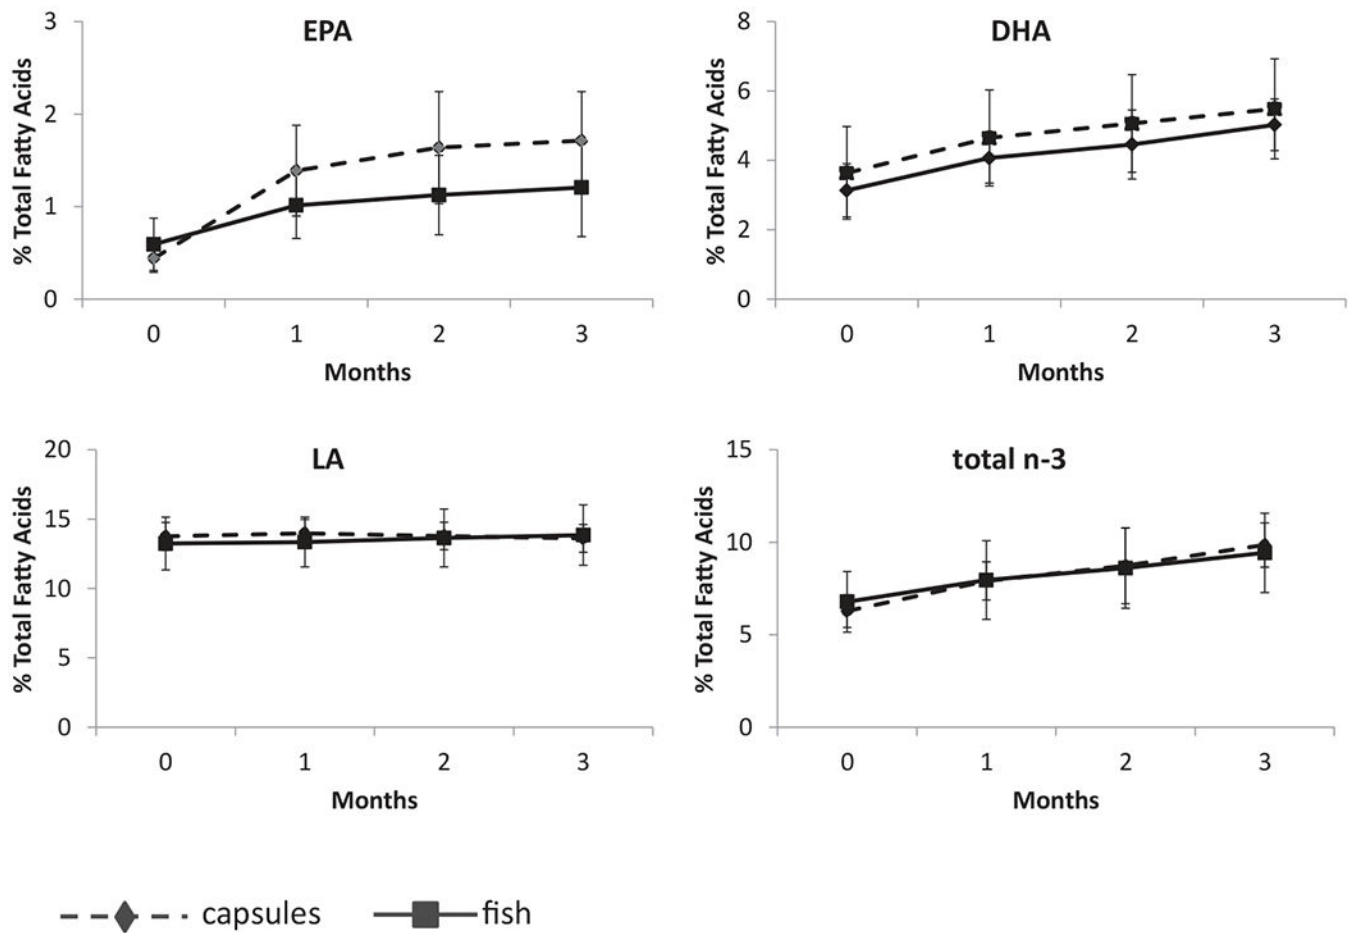 EPA
% Total Fatty Acids
3
2
1
0
0 1 2 3
Months
DHA
% Total Fatty Acids
8
6
4
2
0
0 1 2 3
Months
LA
% Total Fatty Acids
20
15
10
5
0
0 1 2 3
Months
total n-3
% Total Fatty Acids
15
10
5
0
0 1 2 3
Months
capsules fish